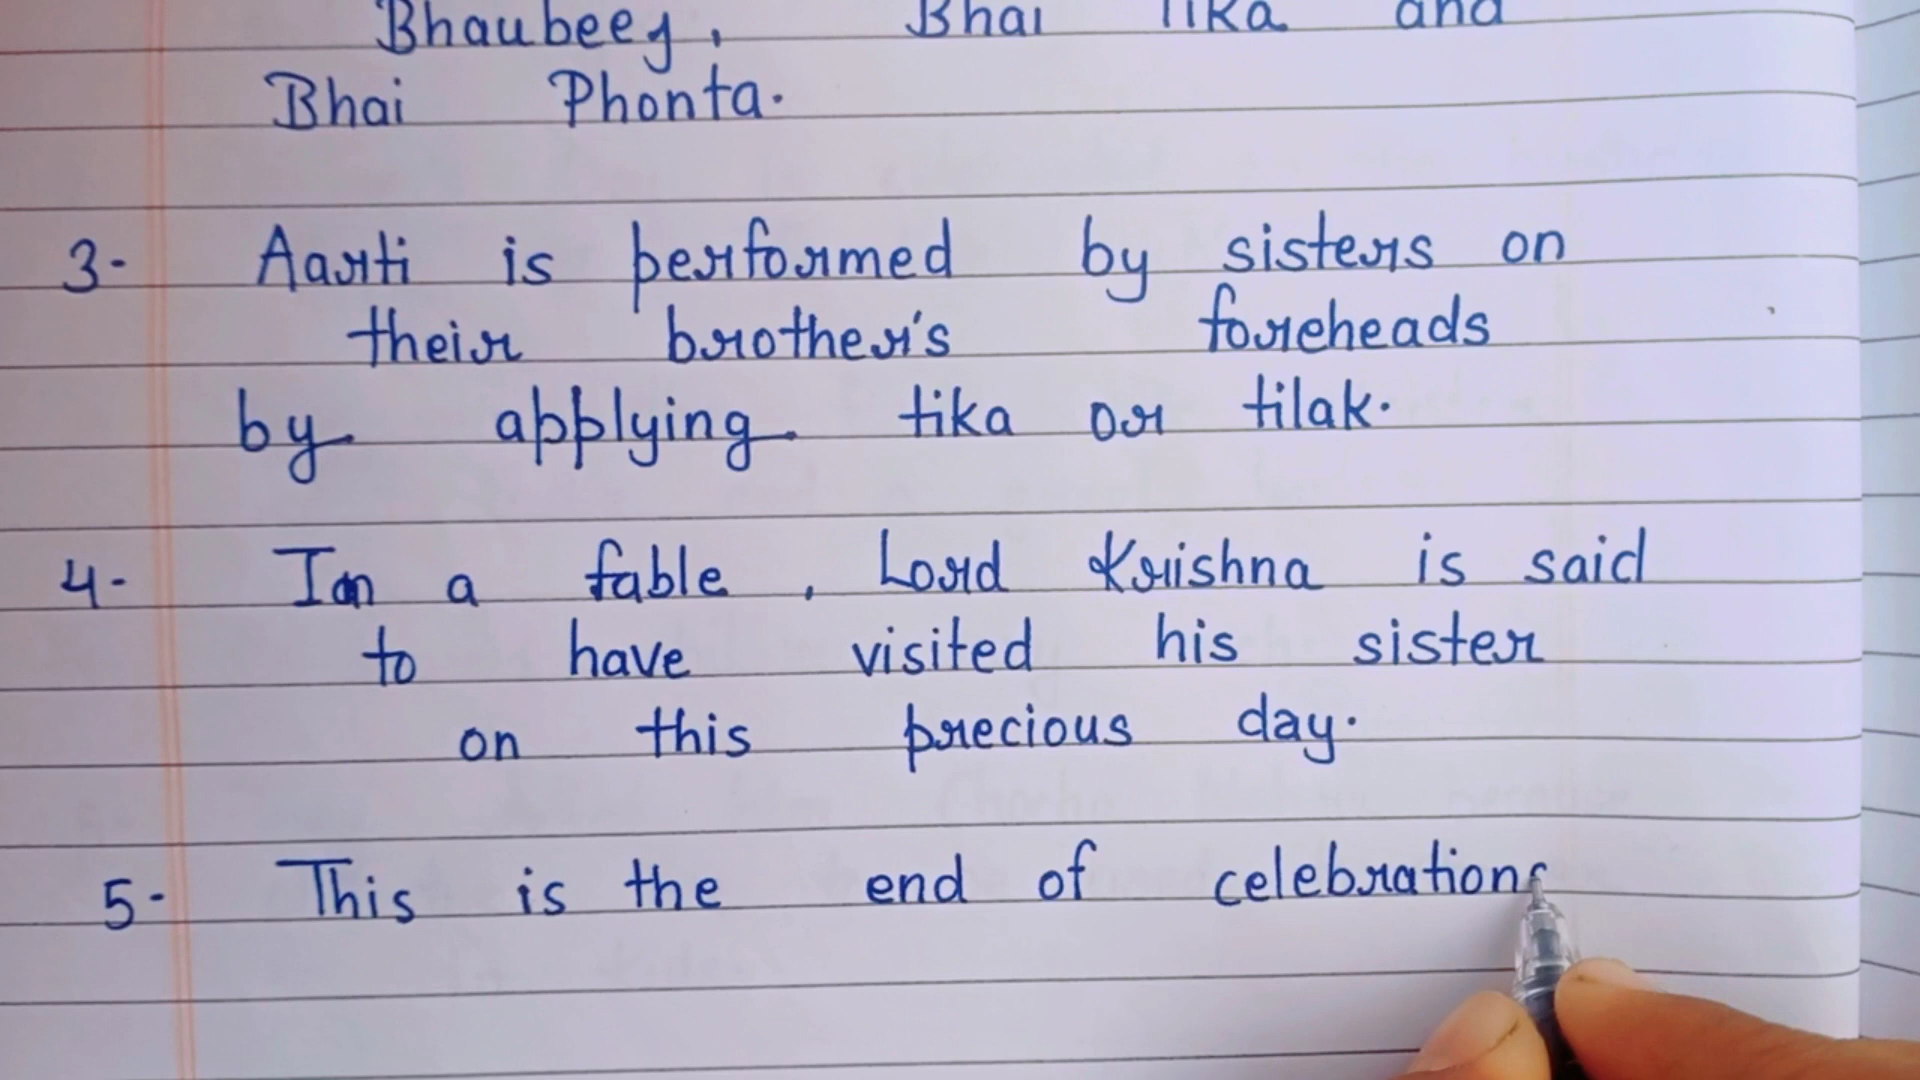 Bhaubeej, Bhai Tika and
Bhai Phonta.
3- Aarti is performed by sisters on
their brother's foreheads
by applying tika or tilak.
4- In a fable, Lord Krishna is said
to have visited his sister
on this precious day.
5- This is the end of celebrations